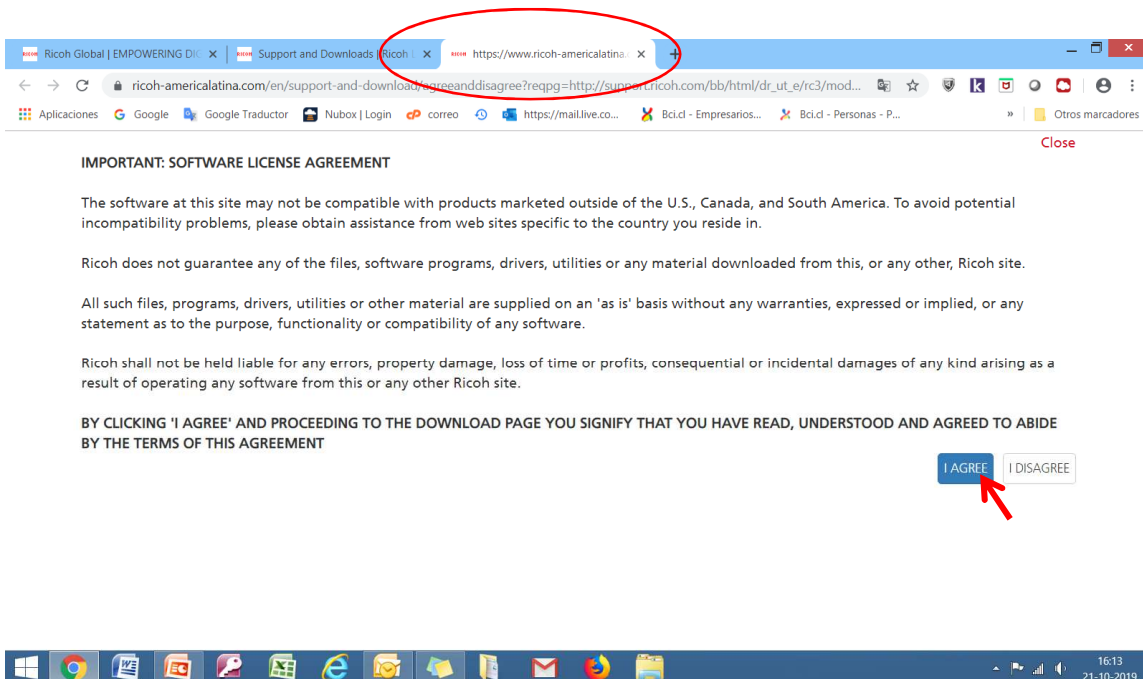 Ricoh Global | EMPOWERING DIG
Support and Downloads | Ricoh L
https://www.ricoh-americalatina.
ricoh-americalatina.com/en/support-and-download/agreeanddisagree?reqpg=http://support.ricoh.com/bb/html/dr_ut_e/rc3/mod...
Aplicaciones Google Google Traductor Nubox | Login correo https://mail.live.co... Bci.cl - Empresarios... Bci.cl - Personas - P... » Otros marcadores
Close
IMPORTANT: SOFTWARE LICENSE AGREEMENT
The software at this site may not be compatible with products marketed outside of the U.S., Canada, and South America. To avoid potential
incompatibility problems, please obtain assistance from web sites specific to the country you reside in.
Ricoh does not guarantee any of the files, software programs, drivers, utilities or any material downloaded from this, or any other, Ricoh site.
All such files, programs, drivers, utilities or other material are supplied on an 'as is' basis without any warranties, expressed or implied, or any
statement as to the purpose, functionality or compatibility of any software.
Ricoh shall not be held liable for any errors, property damage, loss of time or profits, consequential or incidental damages of any kind arising as a
result of operating any software from this or any other Ricoh site.
BY CLICKING 'I AGREE' AND PROCEEDING TO THE DOWNLOAD PAGE YOU SIGNIFY THAT YOU HAVE READ, UNDERSTOOD AND AGREED TO ABIDE
BY THE TERMS OF THIS AGREEMENT
I AGREE I DISAGREE
16:13
21-10-2019